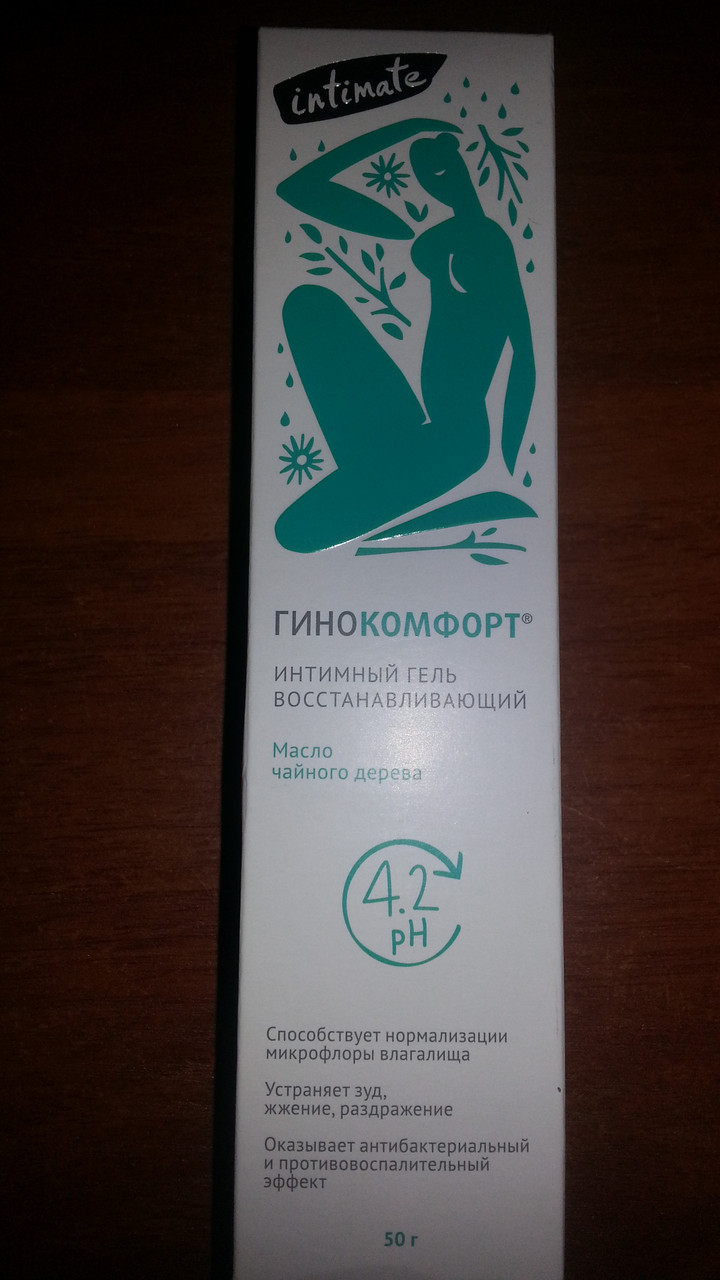 intimate
ГИНОКОМФОРТ®
ИНТИМНЫЙ ГЕЛЬ
ВОССТАНАВЛИВАЮЩИЙ
Масло
чайного дерева
4.2
pH
Способствует нормализации
микрофлоры влагалища
Устраняет зуд,
жжение, раздражение
Оказывает антибактериальный
и противовоспалительный
эффект
50 г